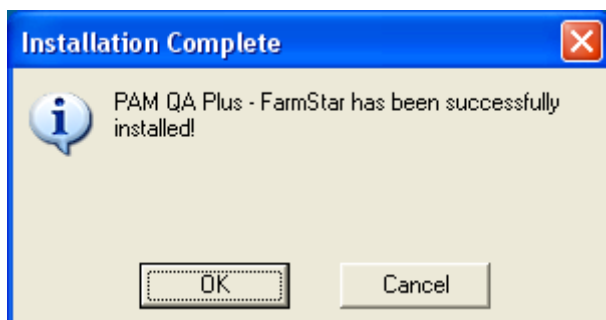 Installation Complete
PAM QA Plus - FarmStar has been successfully
installed!
OK
Cancel